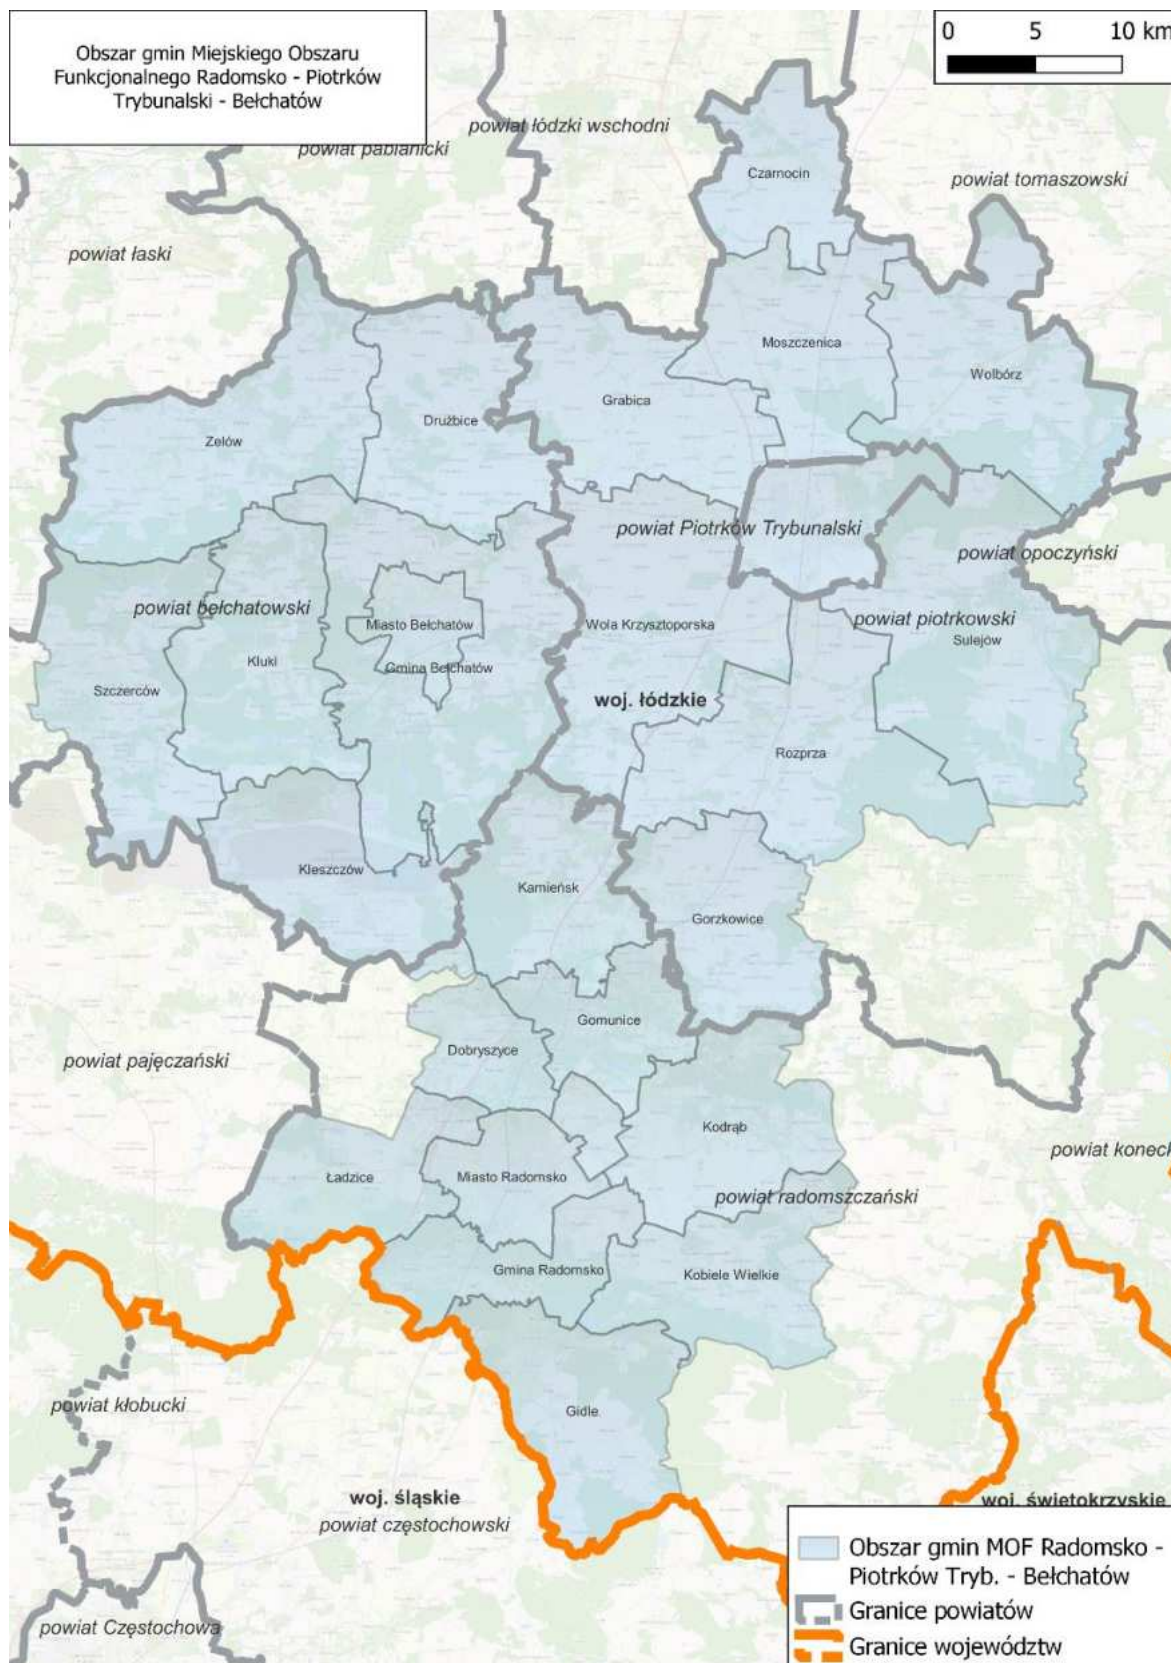 Obszar gmin Miejskiego Obszaru
Funkcjonalnego Radomsko - Piotrków
Trybunalski - Bełchatów
0 5 10 km
powiat łódzki wschodni
powiat pabianicki
Czarnocin
powiat tomaszowski
powiat łaski
Moszczenica
Wolbórz
Grabica
Drużbice
Zelów
powiat Piotrków Trybunalski
powiat opoczyński
powiat bełchatowski
powiat piotrkowski
Miasto Bełchatów
Wola Krzysztoporska
Sulejów
Kluki
Gmina Bełchatów
Szczerców
woj. łódzkie
Rozprza
Kleszczów
Kamieńsk
Gorzkowice
Gomunice
Dobryszyce
powiat pajęczański
Kodrąb
powiat koneck
Ładzice
Miasto Radomsko
powiat radomszczański
Gmina Radomsko
Kobiele Wielkie
powiat kłobucki
Gidle
woj. śląskie
woj. świętokrzyskie
powiat częstochowski
Obszar gmin MOF Radomsko -
Piotrków Tryb. - Bełchatów
Granice powiatów
powiat Częstochowa
Granice województw